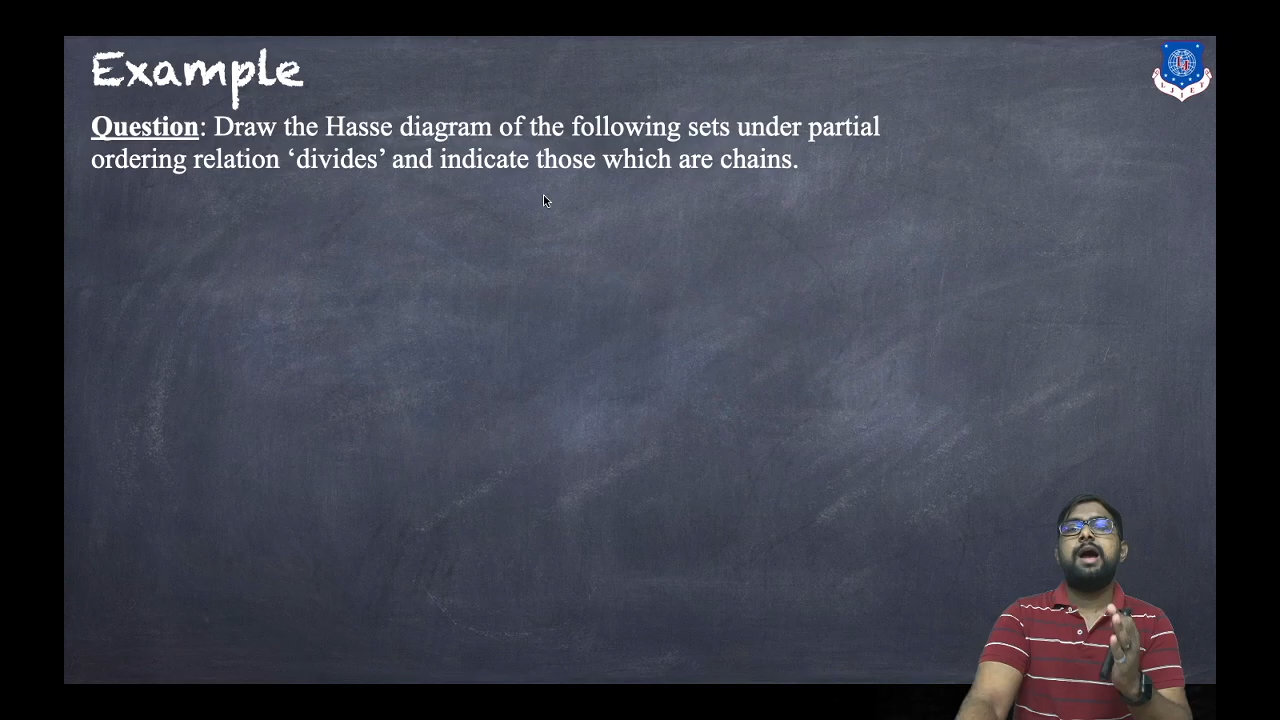 Example
Question: Draw the Hasse diagram of the following sets under partial
ordering relation ‘divides’ and indicate those which are chains.
LJIET